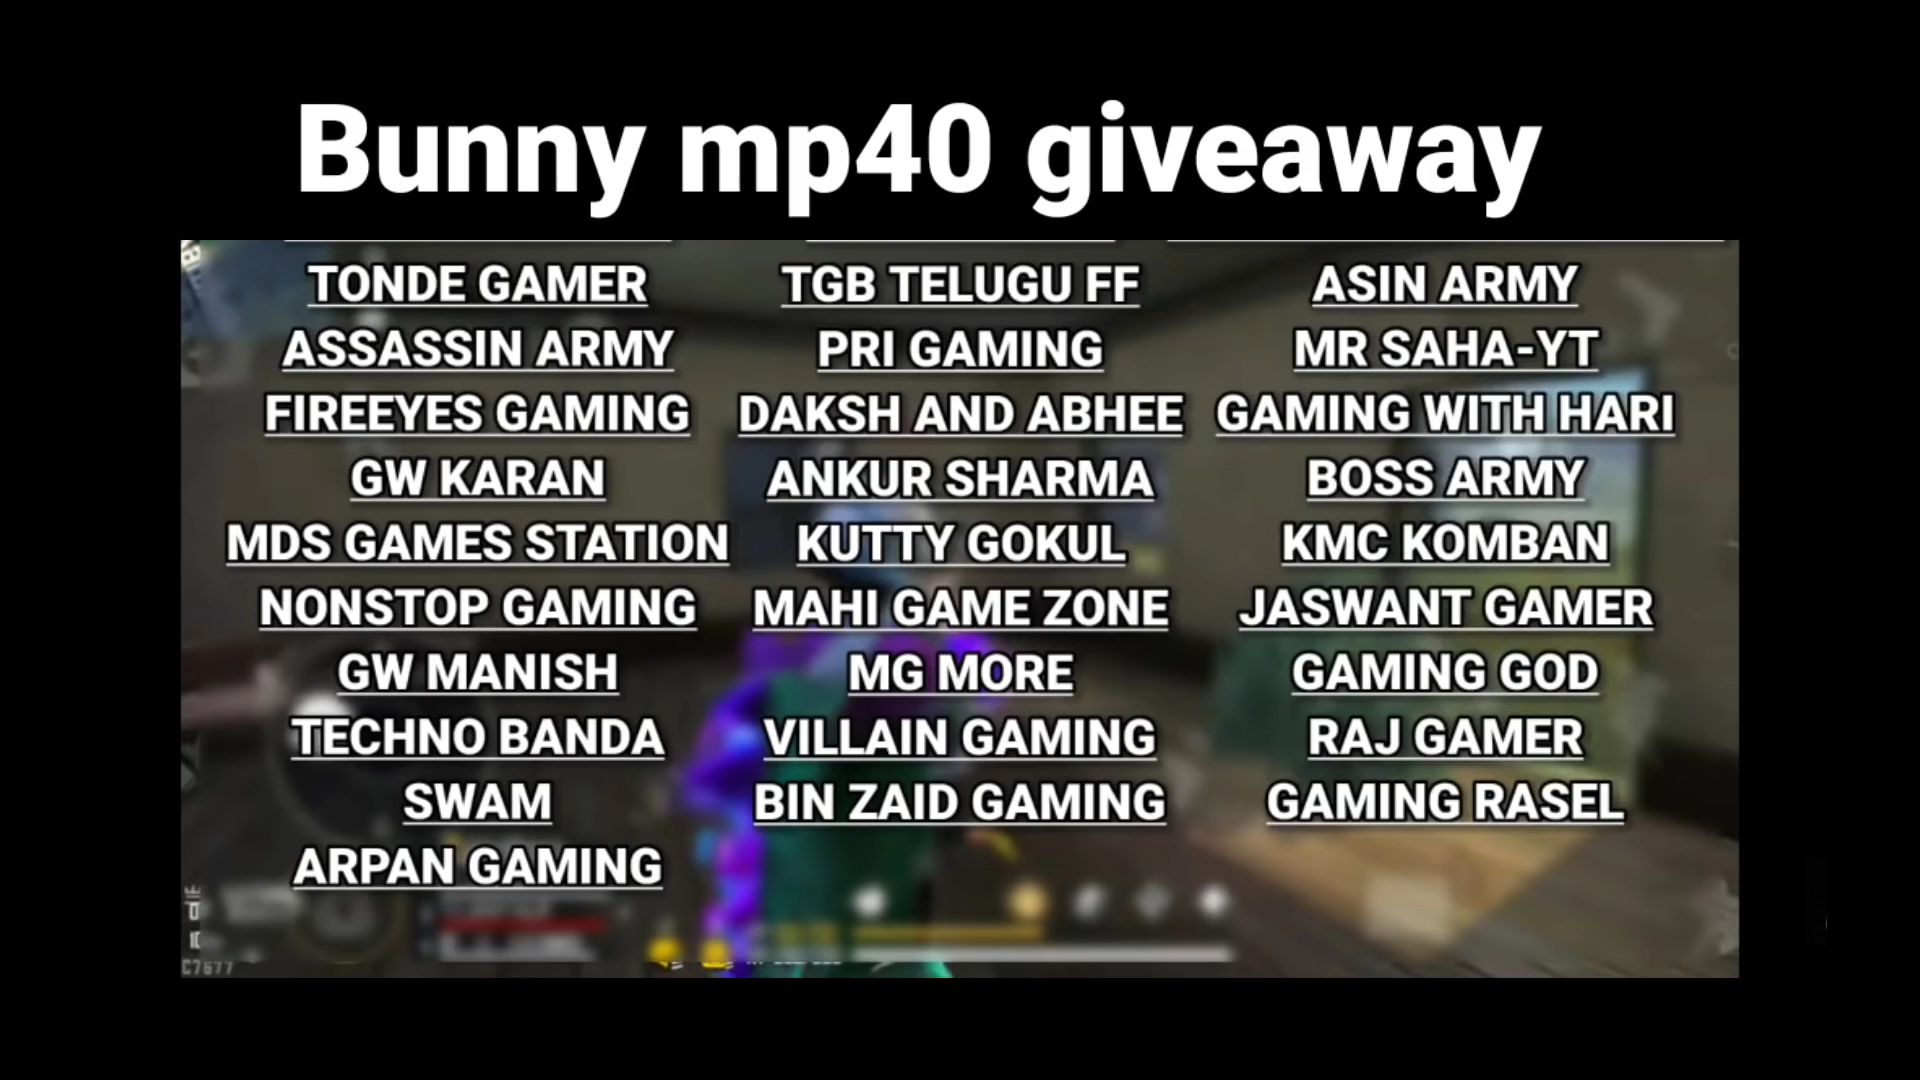 Bunny mp40 giveaway
TONDE GAMER TGB TELUGU FF ASIN ARMY
ASSASSIN ARMY PRI GAMING MR SAHA-YT
FIREEYES GAMING DAKSH AND ABHEE GAMING WITH HARI
GW KARAN ANKUR SHARMA BOSS ARMY
MDS GAMES STATION KUTTY GOKUL KMC KOMBAN
NONSTOP GAMING MAHI GAME ZONE JASWANT GAMER
GW MANISH MG MORE GAMING GOD
TECHNO BANDA VILLAIN GAMING RAJ GAMER
SWAM BIN ZAID GAMING GAMING RASEL
ARPAN GAMING
C7677